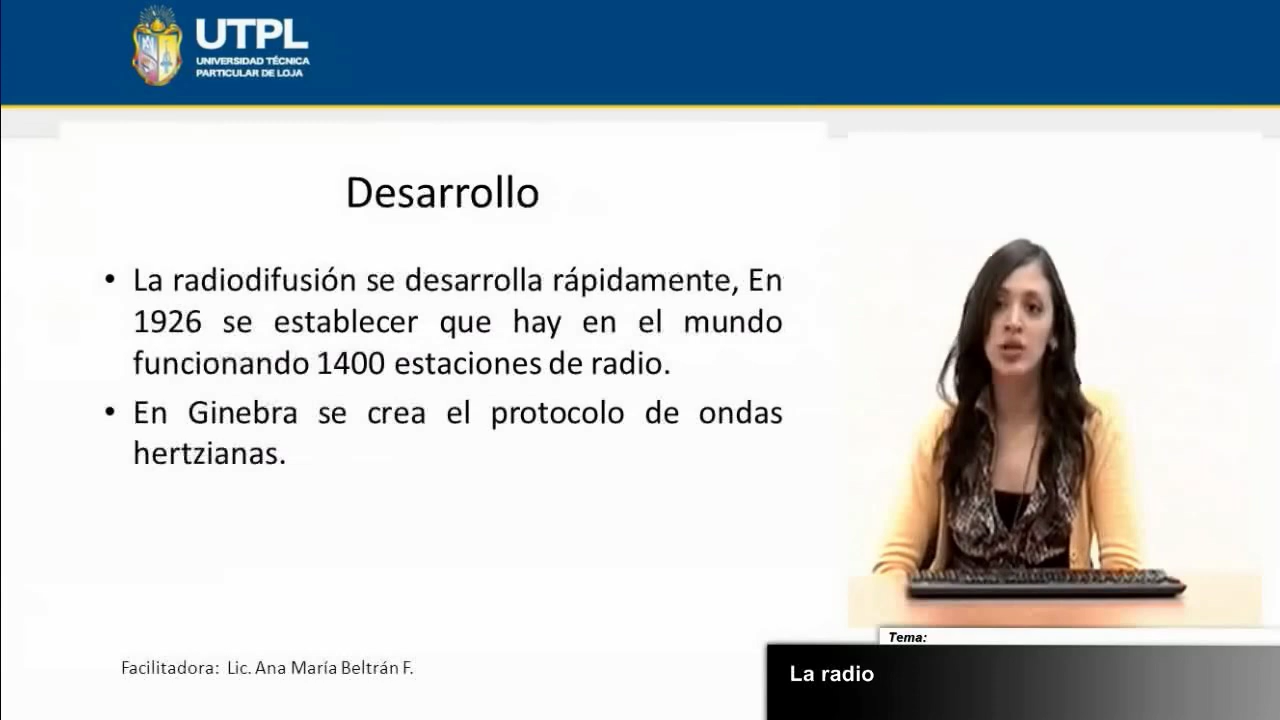 UTPL
UNIVERSIDAD TÉCNICA
PARTICULAR DE LOJA
Desarrollo
• La radiodifusión se desarrolla rápidamente, En
1926 se establecer que hay en el mundo
funcionando 1400 estaciones de radio.
• En Ginebra se crea el protocolo de ondas
hertzianas.
Facilitadora: Lic. Ana María Beltrán F.
Tema:
La radio